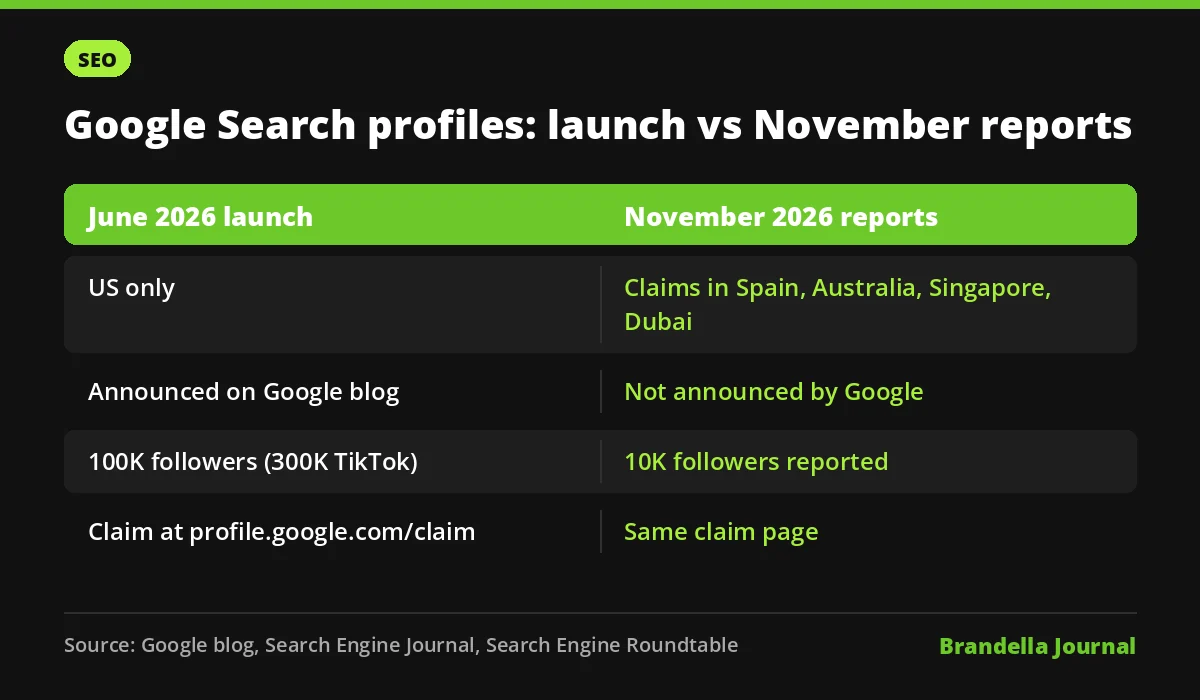 SEO
Google Search profiles: launch vs November reports
June 2026 launch
November 2026 reports
US only
Claims in Spain, Australia, Singapore,
Dubai
Announced on Google blog
Not announced by Google
100K followers (300K TikTok)
10K followers reported
Claim at profile.google.com/claim
Same claim page
Source: Google blog, Search Engine Journal, Search Engine Roundtable
Brandella Journal